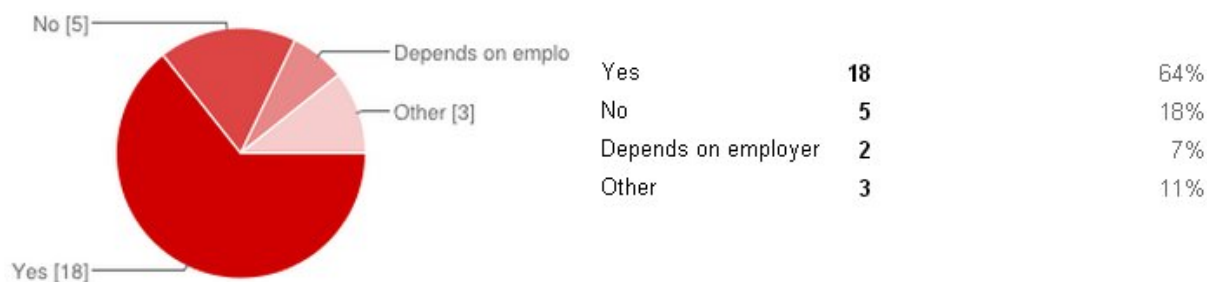 No [5]
Depends on emplo
Other [3]
Yes [18]
Yes 18 64%
No 5 18%
Depends on employer 2 7%
Other 3 11%